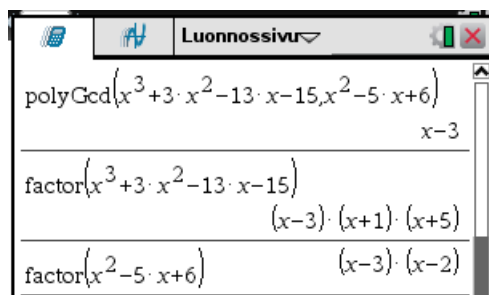 Luonnossivu
polyGcd(x^3+3·x^2−13·x−15,x^2−5·x+6)
x−3
factor(x^3+3·x^2−13·x−15)
(x−3)·(x+1)·(x+5)
factor(x^2−5·x+6)
(x−3)·(x−2)